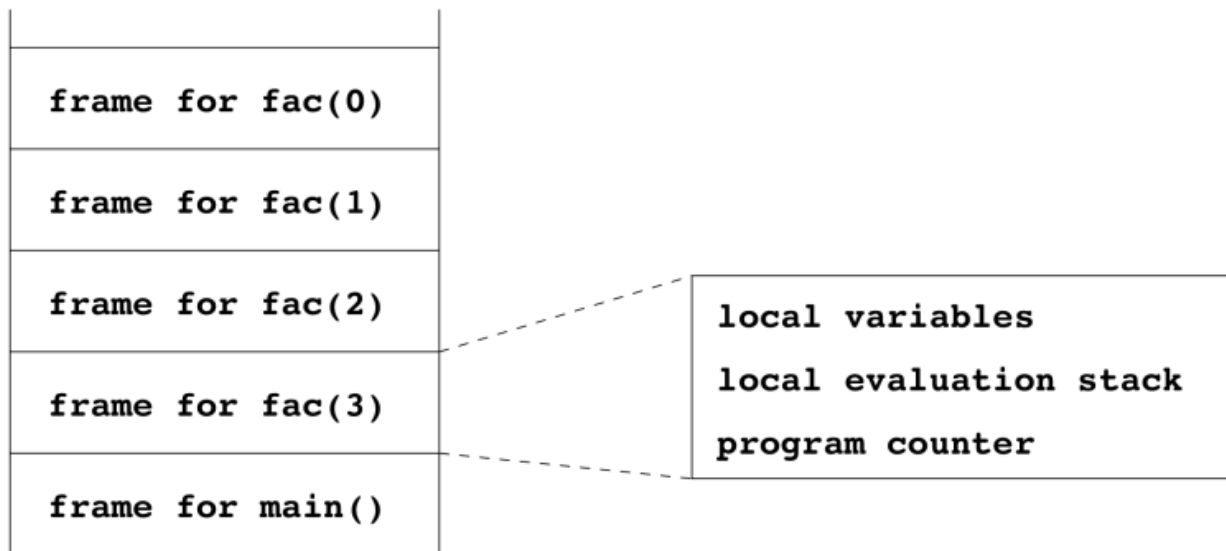 frame for fac(0)
frame for fac(1)
frame for fac(2)
frame for fac(3)
frame for main()
local variables
local evaluation stack
program counter